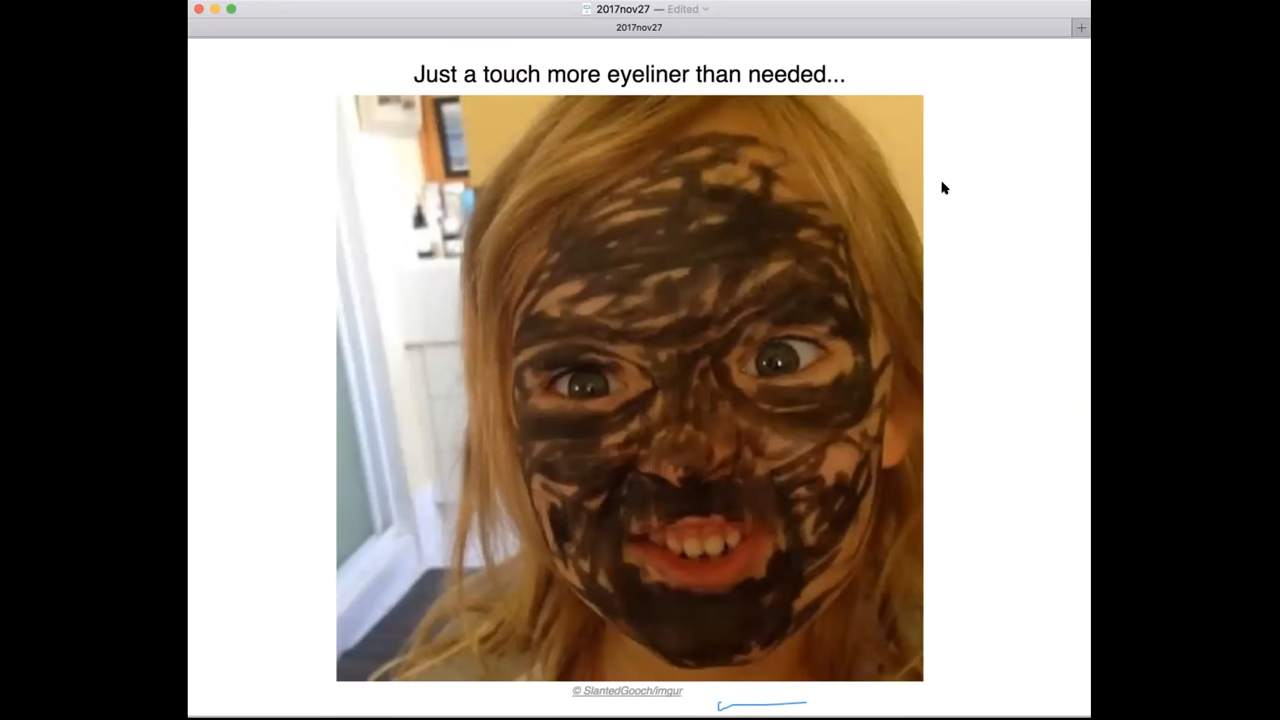 2017nov27 — Edited
2017nov27
Just a touch more eyeliner than needed...
© SlantedGooch/imgur